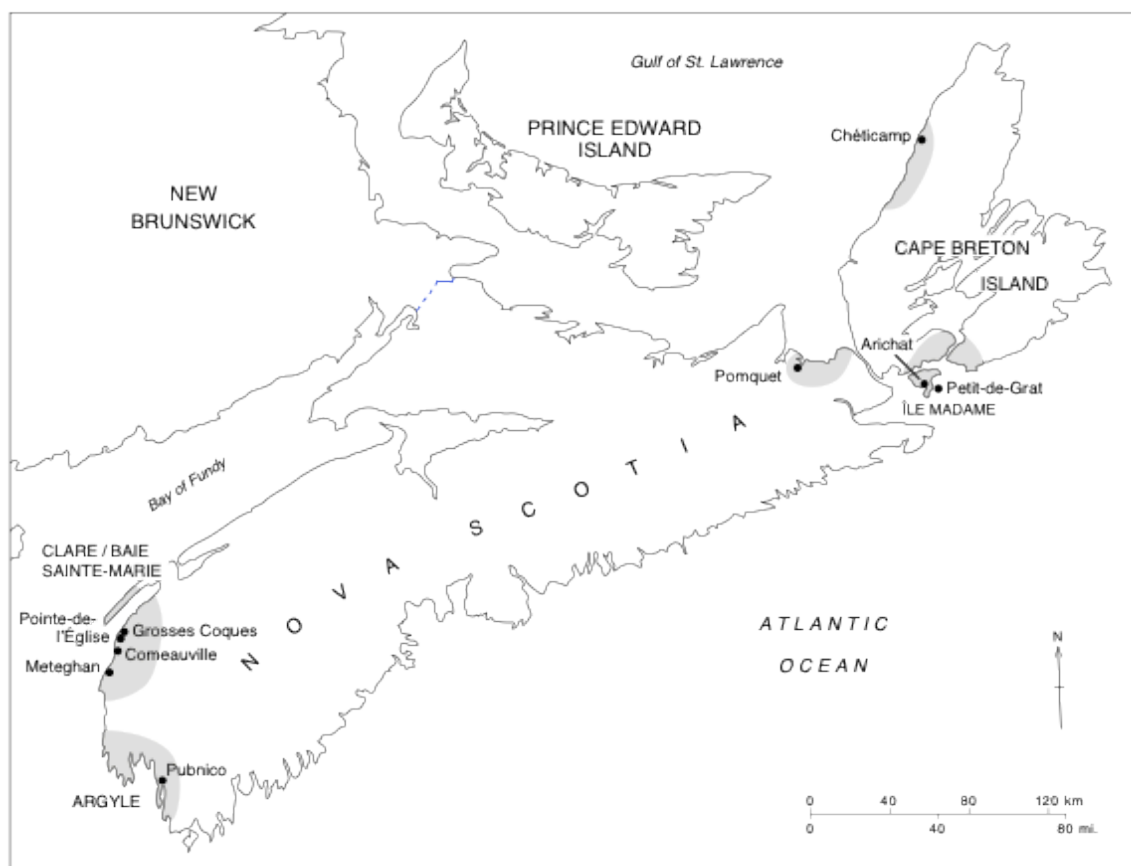 Gulf of St. Lawrence
PRINCE EDWARD
ISLAND
Chéticamp
NEW
BRUNSWICK
CAPE BRETON
ISLAND
Arichat
Pomquet
Petit-de-Grat
ÎLE MADAME
Bay of Fundy
NOVA SCOTIA
CLARE / BAIE
SAINTE-MARIE
Pointe-de-
l'Église
Grosses Coques
Comeauville
Meteghan
ATLANTIC
OCEAN
N
Pubnico
ARGYLE
0 40 80 120 km
0 40 80 mi.